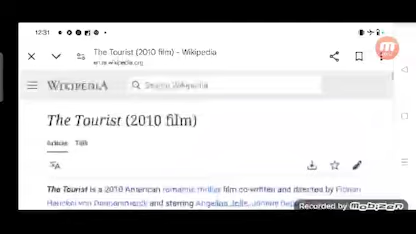 12:31
The Tourist (2010 film) - Wikipedia
en.m.wikipedia.org
WIKIPEDIA
Search Wikipedia
The Tourist (2010 film)
Article Talk
The Tourist is a 2010 American romantic thriller film co-written and directed by Florian
Henckel von Donnersmarck and starring Angelina Jolie, Johnny
Recorded by Mobizen